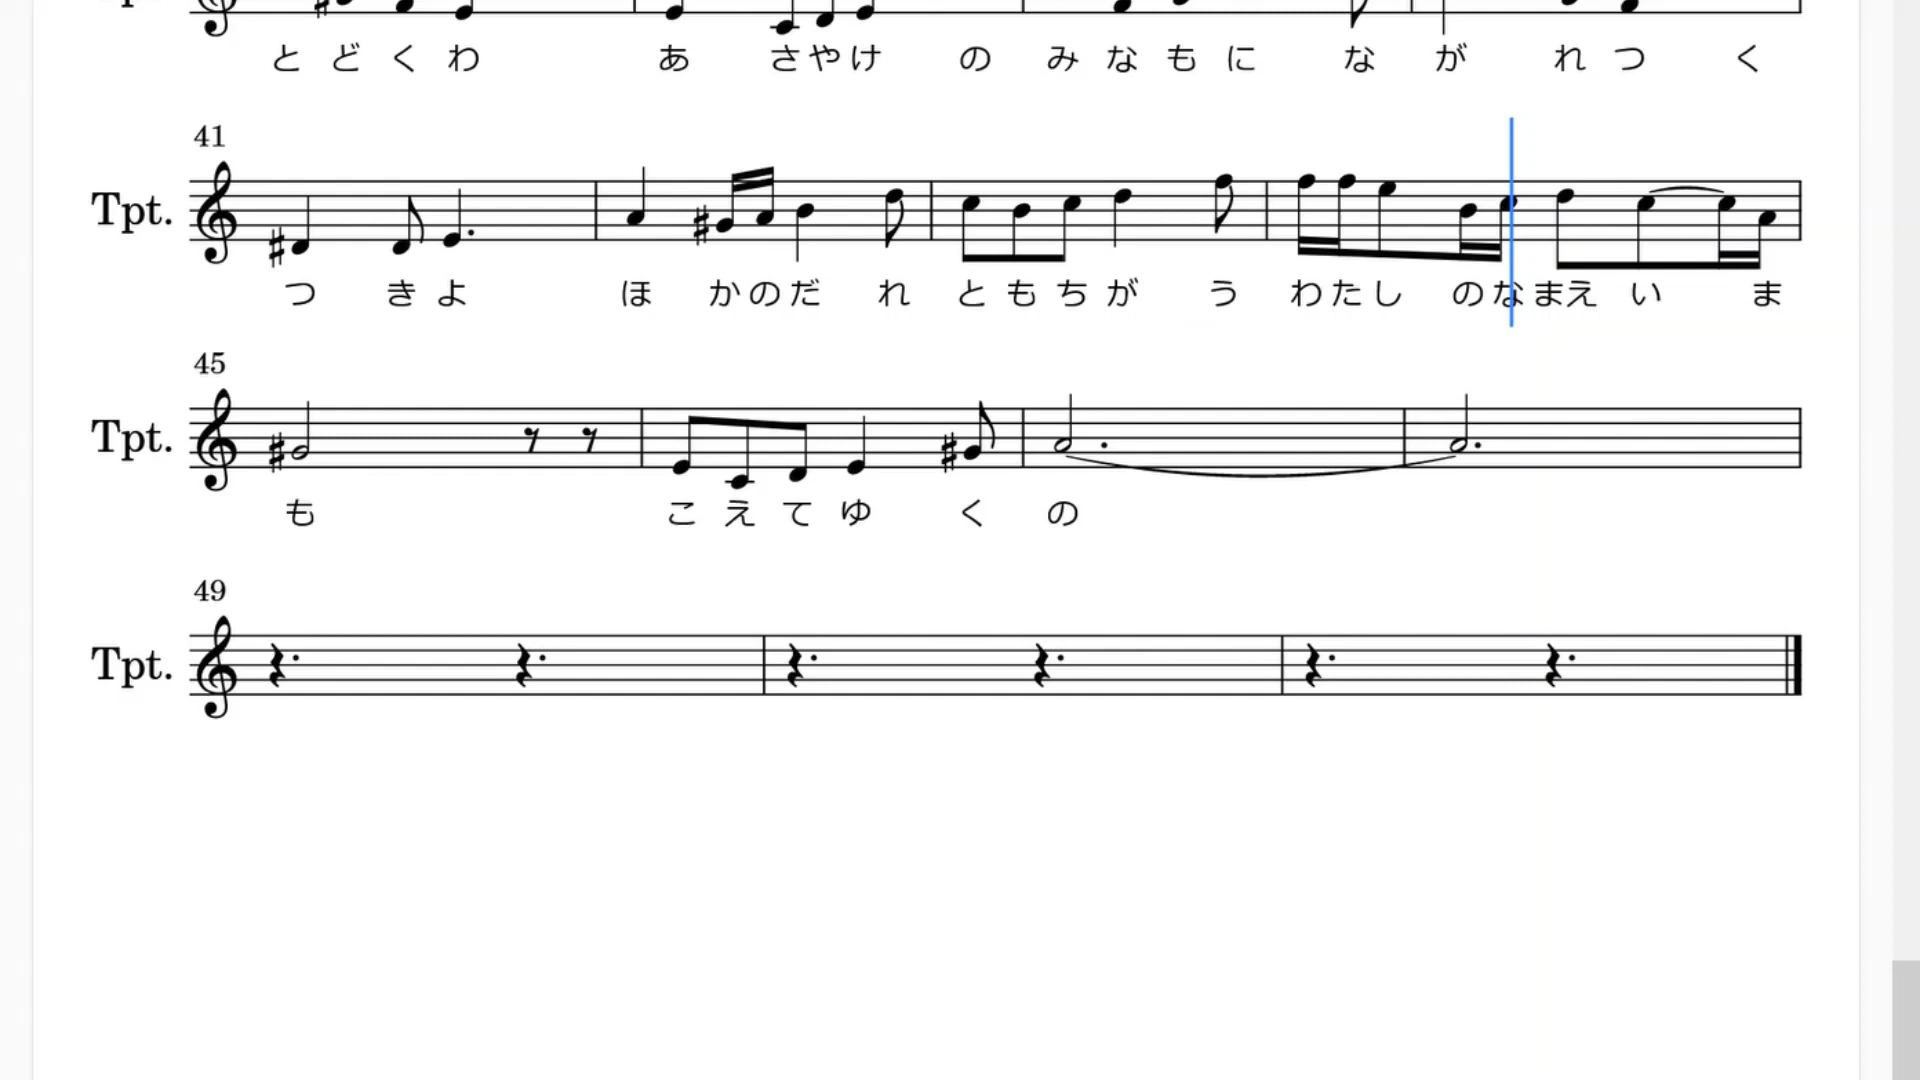 と ど く わ あ さ や け の み な も に な が れ つ く
41
Tpt.
つ き よ ほ か の だ れ と も ち が う わ た し の な まえ い ま
45
Tpt.
も こ え て ゆ く の
49
Tpt.